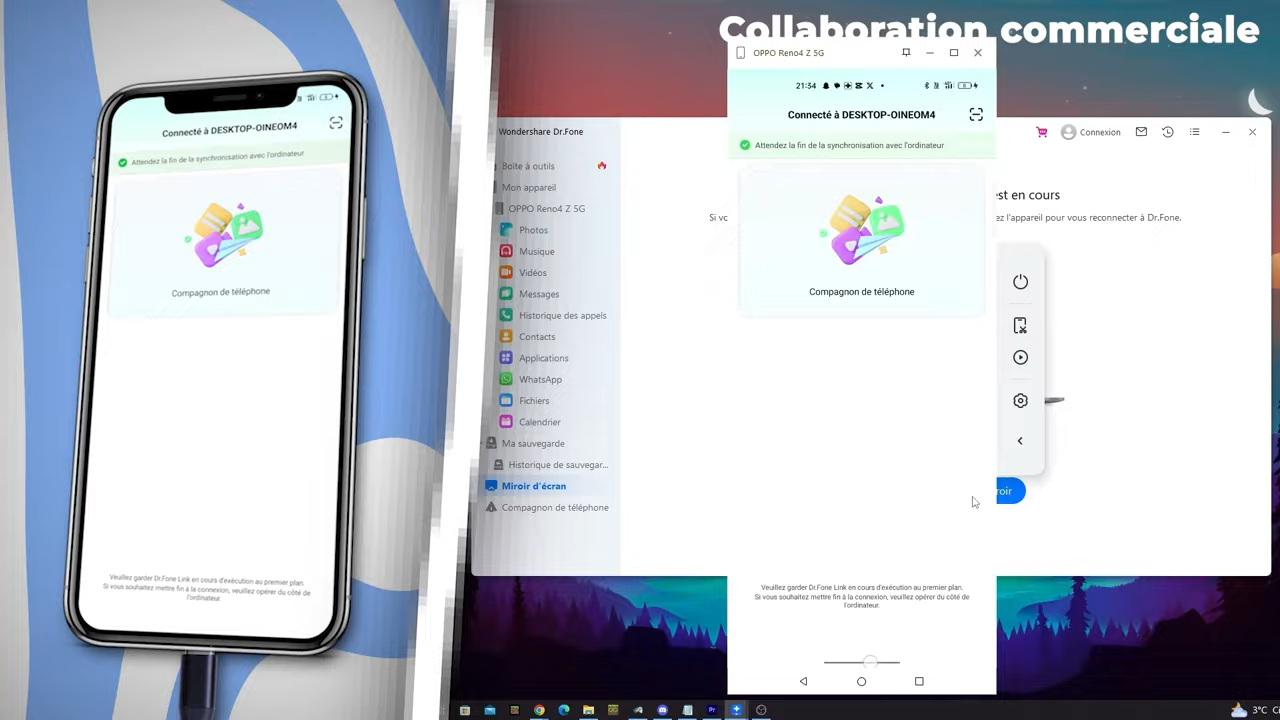 Collaboration commerciale
Connecté à DESKTOP-OINEOM4
Attendez la fin de la synchronisation avec l'ordinateur
Compagnon de téléphone
Veuillez garder Dr.Fone Link en cours d'exécution au premier plan.
Si vous souhaitez mettre fin à la connexion, veuillez opérer du côté de
l'ordinateur.
Wondershare Dr.Fone
Boîte à outils
Mon appareil
OPPO Reno4 Z 5G
Photos
Musique
Vidéos
Messages
Historique des appels
Contacts
Applications
WhatsApp
Fichiers
Calendrier
Ma sauvegarde
Historique de sauvegar...
Miroir d'écran
Compagnon de téléphone
OPPO Reno4 Z 5G
21:34
Connecté à DESKTOP-OINEOM4
Attendez la fin de la synchronisation avec l'ordinateur
Compagnon de téléphone
Veuillez garder Dr.Fone Link en cours d'exécution au premier plan.
Si vous souhaitez mettre fin à la connexion, veuillez opérer du côté de
l'ordinateur.
Connexion
est en cours
Si vo
ez l'appareil pour vous reconnecter à Dr.Fone.
roir
3°C